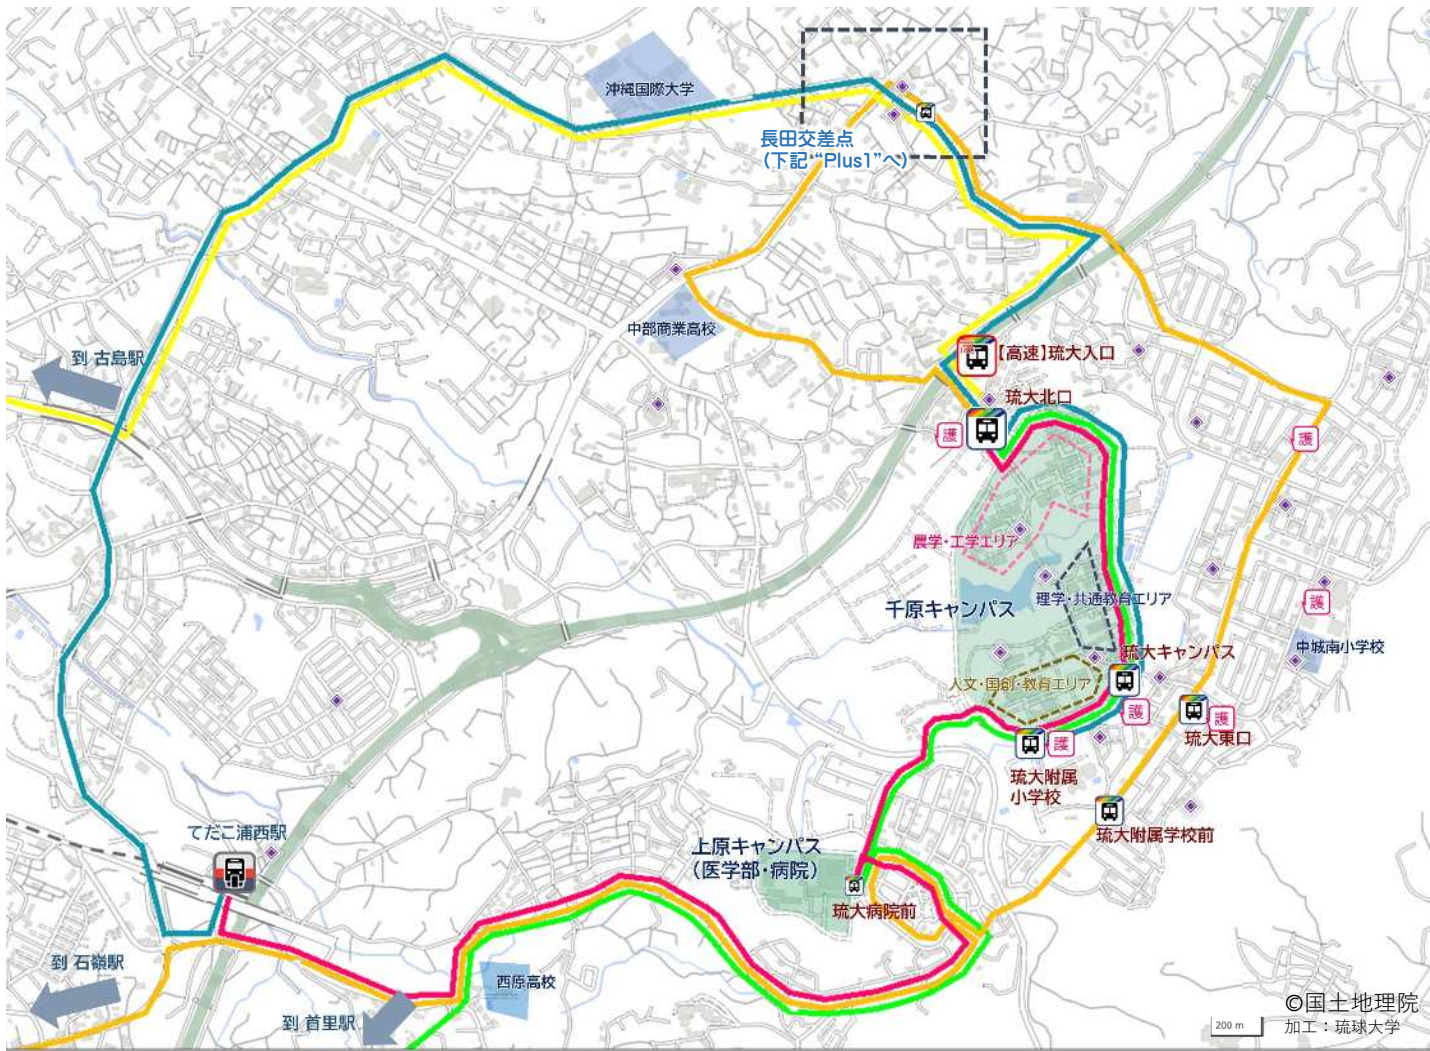 沖縄国際大学
長田交差点
(下記“Plus1”へ)
中部商業高校
到 古島駅
【高速】琉大入口
琉大北口
護
護
農学・工学エリア
千原キャンパス
理学・共通教育エリア
護
中城南小学校
琉大キャンパス
人文・国創・教育エリア
護
護
琉大東口
護
琉大附属
小学校
琉大附属学校前
てだこ浦西駅
上原キャンパス
(医学部・病院)
琉大病院前
到 石嶺駅
西原高校
到 首里駅
©国土地理院
200 m
加工：琉球大学